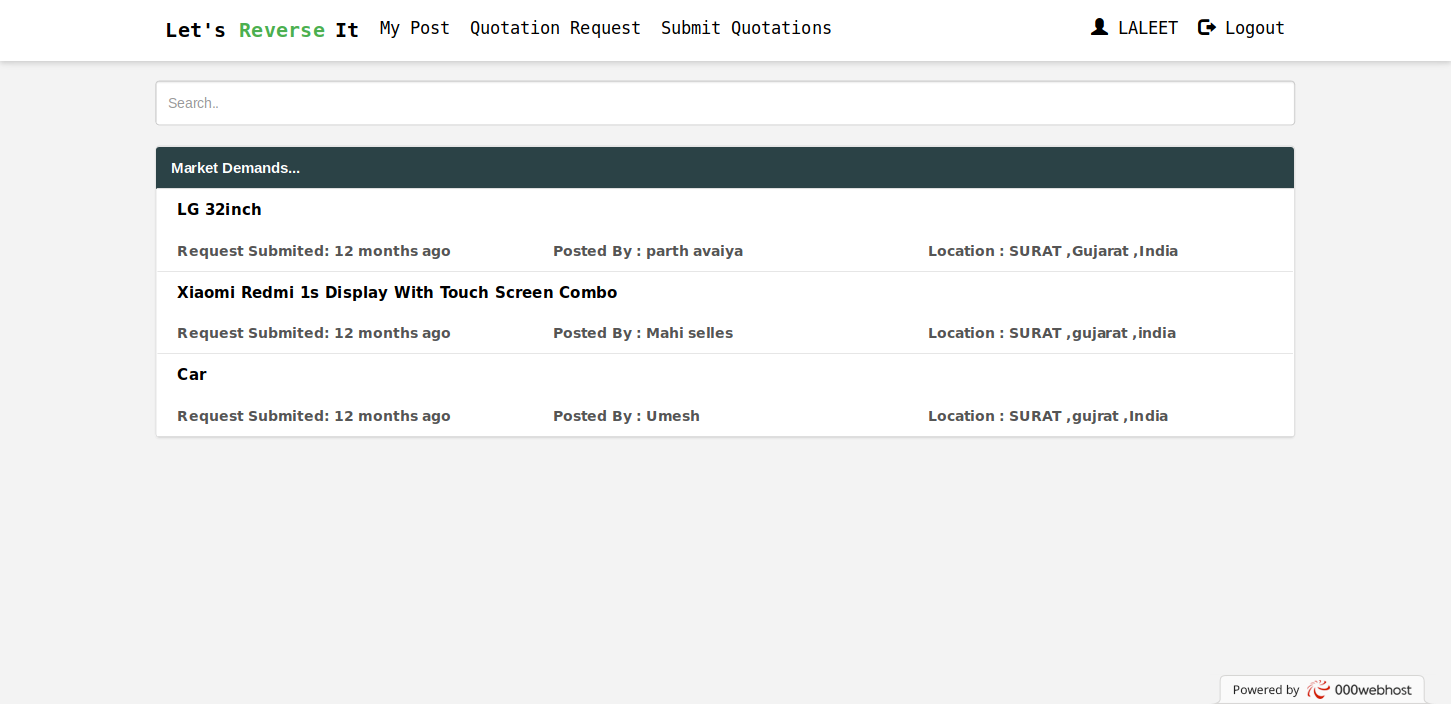 Let's Reverse It My Post Quotation Request Submit Quotations LALEET Logout
Search..
Market Demands...
LG 32inch
Request Submited: 12 months ago Posted By : parth avaiya Location : SURAT ,Gujarat ,India
Xiaomi Redmi 1s Display With Touch Screen Combo
Request Submited: 12 months ago Posted By : Mahi selles Location : SURAT ,gujarat ,india
Car
Request Submited: 12 months ago Posted By : Umesh Location : SURAT ,gujrat ,India
Powered by 000webhost